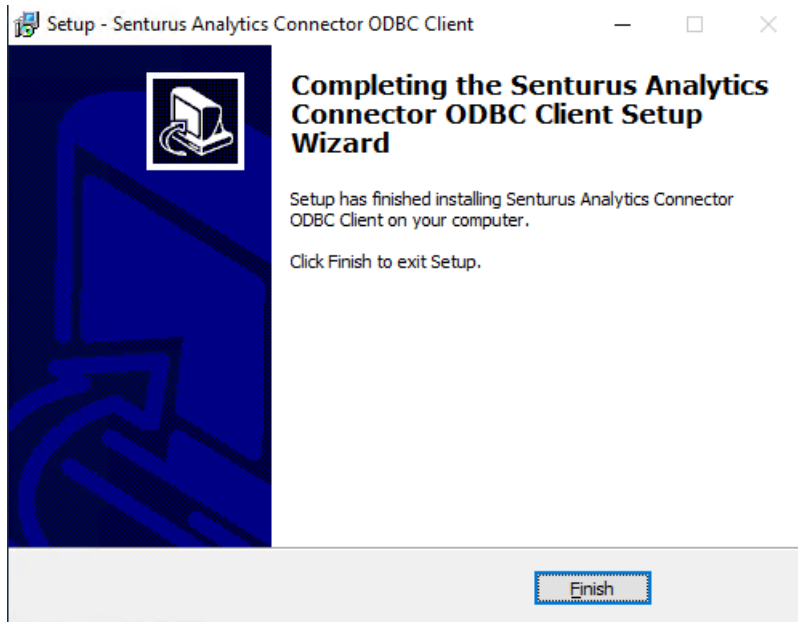 Setup - Senturus Analytics Connector ODBC Client
Completing the Senturus Analytics
Connector ODBC Client Setup
Wizard
Setup has finished installing Senturus Analytics Connector
ODBC Client on your computer.
Click Finish to exit Setup.
Finish